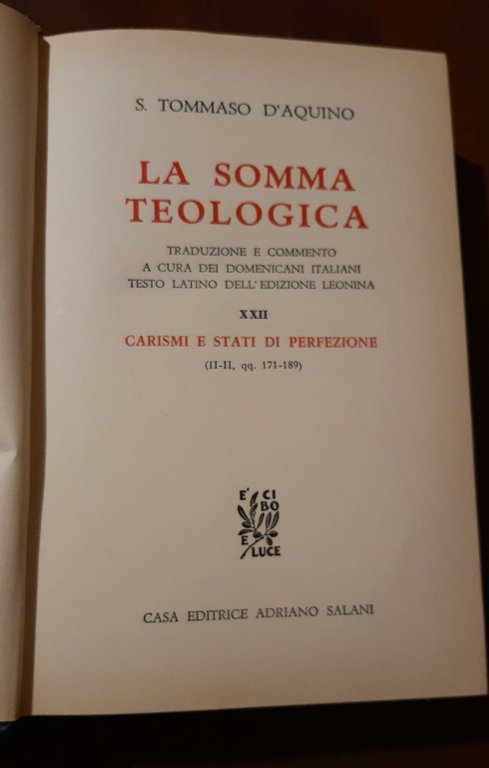 S. TOMMASO D'AQUINO
LA SOMMA
TEOLOGICA
TRADUZIONE E COMMENTO
A CURA DEI DOMENICANI ITALIANI
TESTO LATINO DELL'EDIZIONE LEONINA
XXII
CARISMI E STATI DI PERFEZIONE
(II-II, qq. 171-189)
E' CI
BO
E LUCE
CASA EDITRICE ADRIANO SALANI